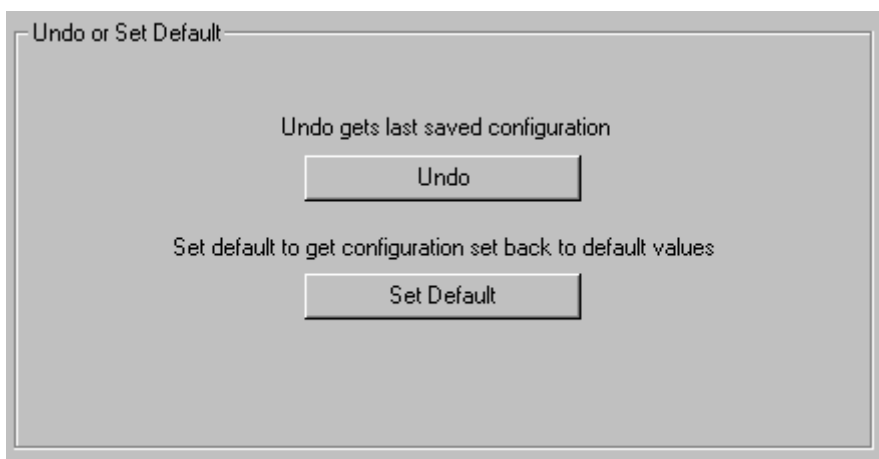 Undo or Set Default
Undo gets last saved configuration
Undo
Set default to get configuration set back to default values
Set Default